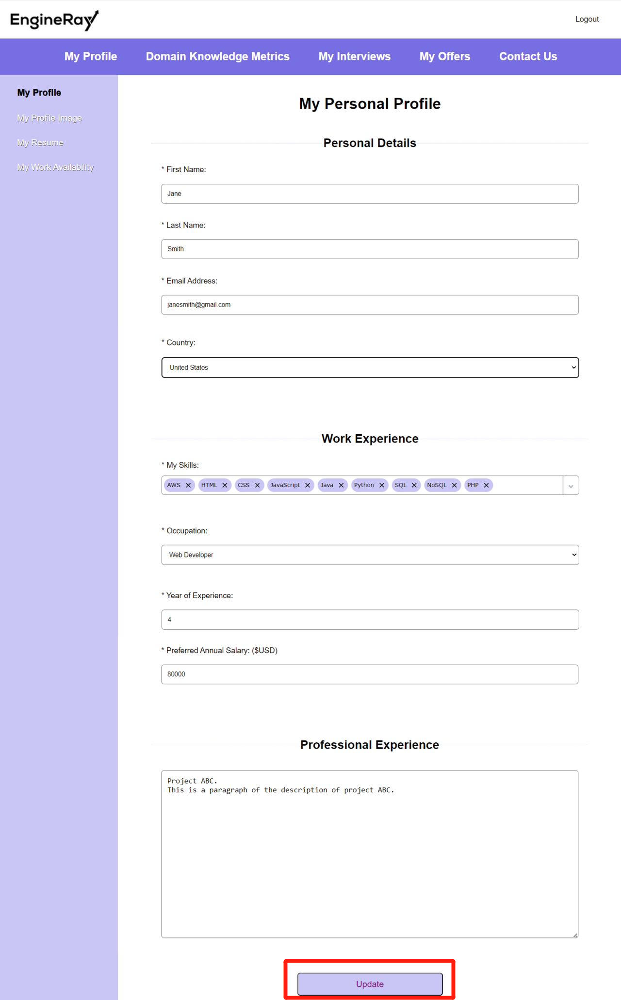 EngineRay
Logout
My Profile
Domain Knowledge Metrics
My Interviews
My Offers
Contact Us
My Profile
My Profile Image
My Resume
My Work Availability
My Personal Profile
Personal Details
* First Name:
Jane
* Last Name:
Smith
* Email Address:
janesmith@gmail.com
* Country:
United States
Work Experience
* My Skills:
AWS
HTML
CSS
JavaScript
Java
Python
SQL
NoSQL
PHP
* Occupation:
Web Developer
* Year of Experience:
4
* Preferred Annual Salary: ($USD)
80000
Professional Experience
Project ABC.
This is a paragraph of the description of project ABC.
Update